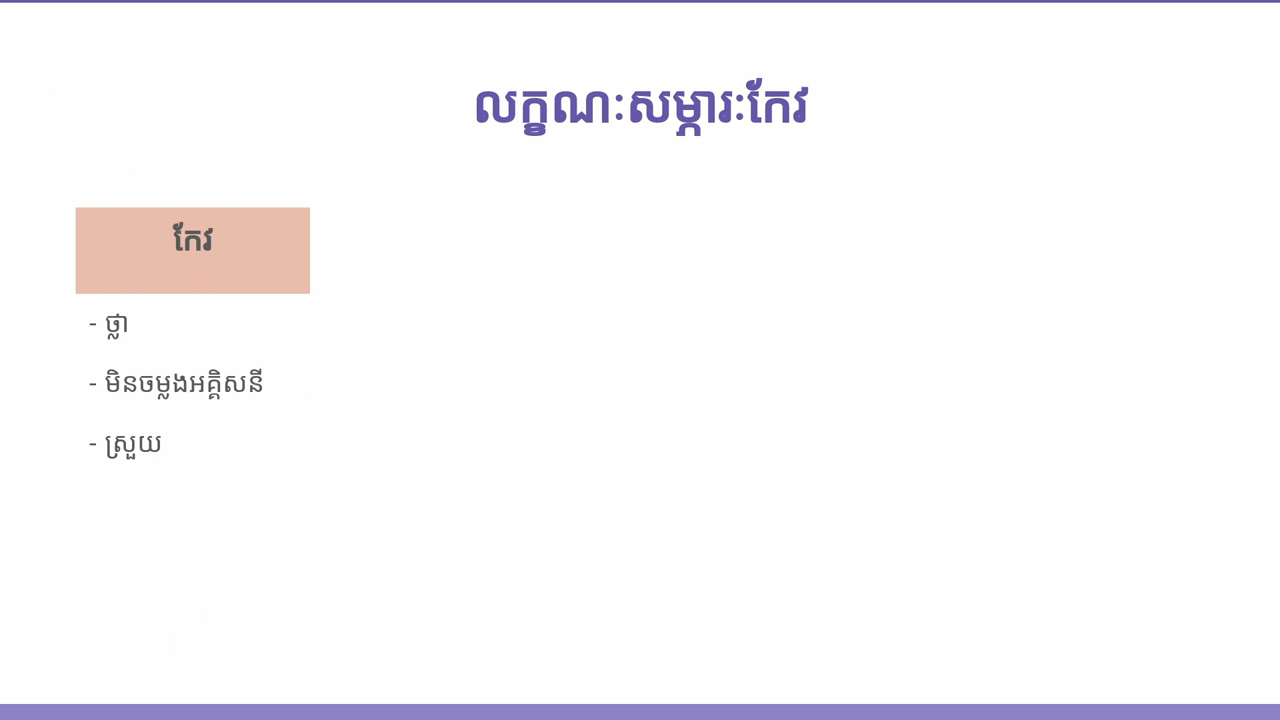 លក្ខណៈសម្ភារៈកែវ
កែវ
- ថ្លា
- មិនចម្លងអគ្គិសនី
- ស្រួយ